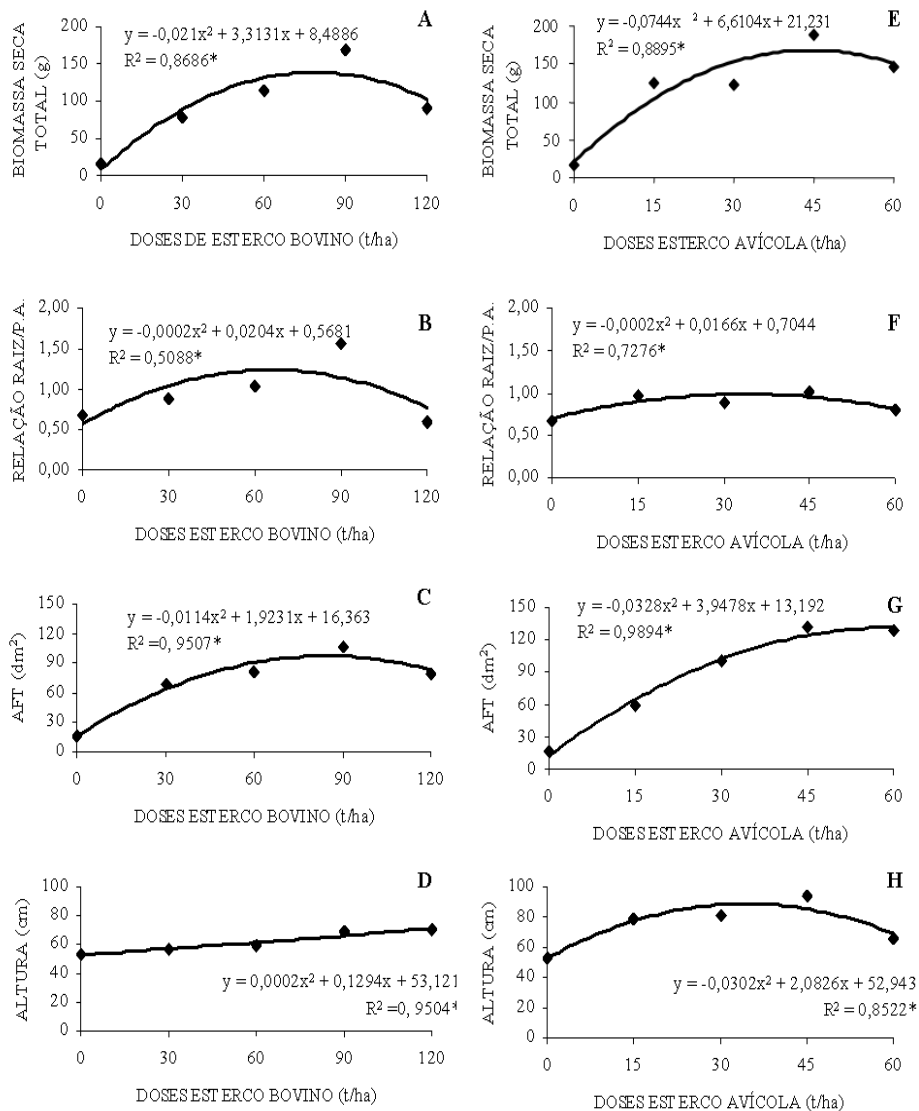 A
y = -0,021x² + 3,3131x + 8,4886
R² = 0,8686*
BIOMASSA SECA
TOTAL (g)
200
150
100
50
0
0 30 60 90 120
DOSES DE ESTERCO BOVINO (t/ha)
E
y = -0,0744x ² + 6,6104x + 21,231
R² = 0,8895*
BIOMASSA SECA
TOTAL (g)
200
150
100
50
0
0 15 30 45 60
DOSES ESTERCO AVÍCOLA (t/ha)
B
y = -0,0002x² + 0,0204x + 0,5681
R² = 0,5088*
RELAÇÃO RAIZ/P.A.
2,00
1,50
1,00
0,50
0,00
0 30 60 90 120
DOSES ESTERCO BOVINO (t/ha)
F
y = -0,0002x² + 0,0166x + 0,7044
R² = 0,7276*
RELAÇÃO RAIZ/P.A.
2,00
1,50
1,00
0,50
0,00
0 15 30 45 60
DOSES ESTERCO AVÍCOLA (t/ha)
C
y = -0,0114x² + 1,9231x + 16,363
R² =0, 9507*
AFT (dm²)
150
120
90
60
30
0
0 30 60 90 120
DOSES ESTERCO BOVINO (t/ha)
G
y = -0,0328x² + 3,9478x + 13,192
R² = 0,9894*
AFT (dm²)
150
120
90
60
30
0
0 15 30 45 60
DOSES ESTERCO AVÍCOLA (t/ha)
D
ALTURA (cm)
100
80
60
40
20
0
y = 0,0002x² + 0,1294x + 53,121
R² =0, 9504*
0 30 60 90 120
DOSES ESTERCO BOVINO (t/ha)
H
ALTURA (cm)
100
80
60
40
20
0
y = -0,0302x² + 2,0826x + 52,943
R² =0,8522*
0 15 30 45 60
DOSES ESTERCO AVÍCOLA (t/ha)